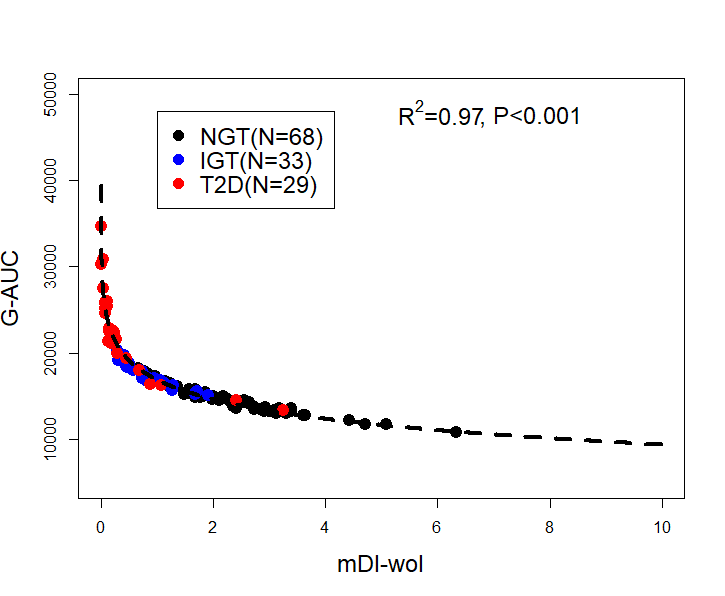 R2=0.97, P<0.001
NGT(N=68)
IGT(N=33)
T2D(N=29)
G-AUC
50000
40000
30000
20000
10000
0 2 4 6 8 10
mDI-woI